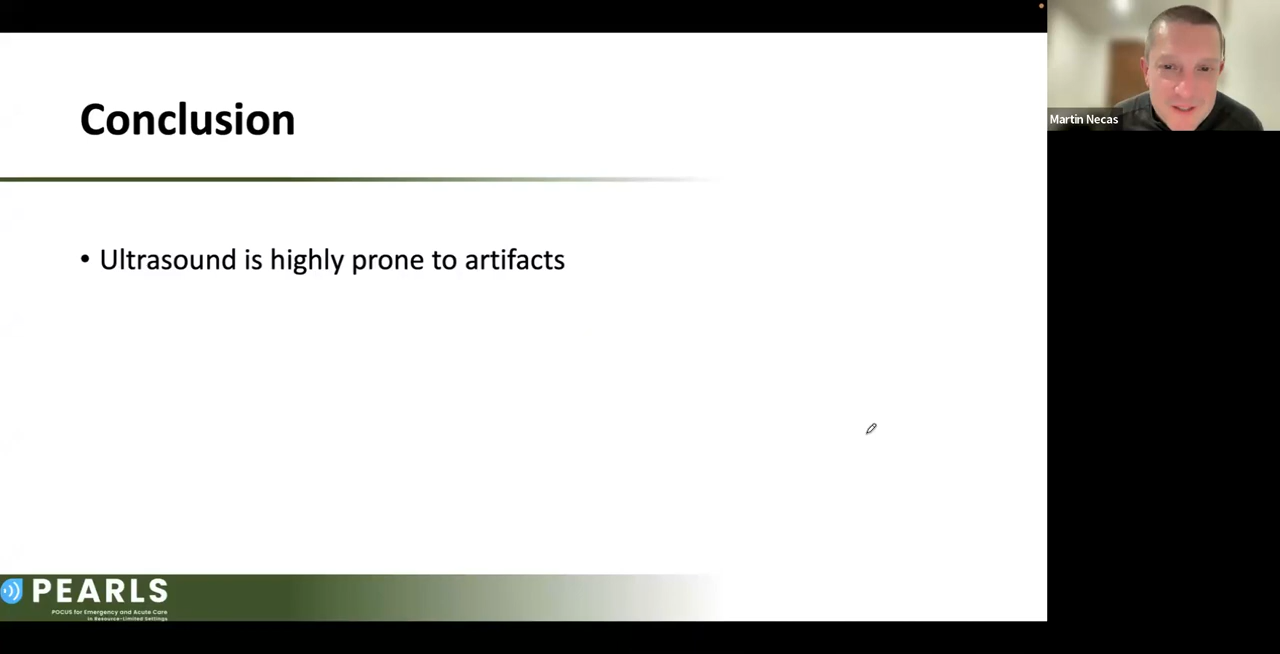 Conclusion
• Ultrasound is highly prone to artifacts
Martin Necas
PEARLS
POCUS for Emergency and Acute Care
in Resource-Limited Settings